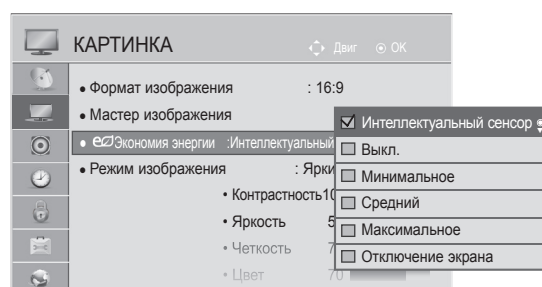 КАРТИНКА Двиг OK
• Формат изображения : 16:9
• Мастер изображения
• Экономия энергии :Интеллектуальный
• Режим изображения : Ярки
• Контрастность10
• Яркость 5
• Четкость 7
• Цвет 70
Интеллектуальный сенсор
Выкл.
Минимальное
Средний
Максимальное
Отключение экрана